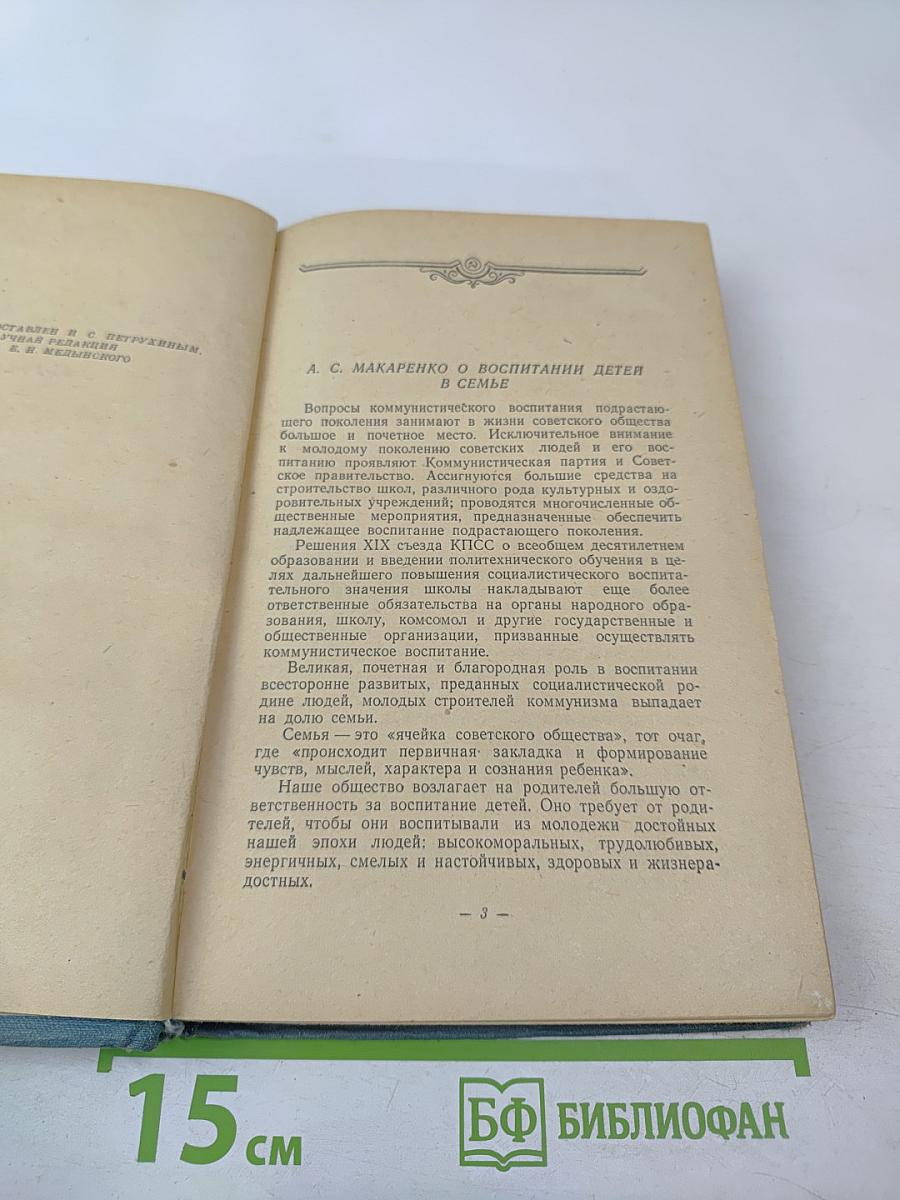 И С. ПЕТРУХИНЫМ.
РЕДАКЦИЯ
Е. Н. МЕДЫНСКОГО
А. С. МАКАРЕНКО О ВОСПИТАНИИ ДЕТЕЙ
В СЕМЬЕ
Вопросы коммунистического воспитания подрастаю-
щего поколения занимают в жизни советского общества
большое и почетное место. Исключительное внимание
к молодому поколению советских людей и его вос-
питанию проявляют Коммунистическая партия и Совет-
ское правительство. Ассигнуются большие средства на
строительство школ, различного рода культурных и оздо-
ровительных учреждений; проводятся многочисленные об-
щественные мероприятия, предназначенные обеспечить
надлежащее воспитание подрастающего поколения.
Решения XIX съезда КПСС о всеобщем десятилетнем
образовании и введении политехнического обучения в це-
лях дальнейшего повышения социалистического воспита-
тельного значения школы накладывают еще более
ответственные обязательства на органы народного обра-
зования, школу, комсомол и другие государственные и
общественные организации, призванные осуществлять
коммунистическое воспитание.
Великая, почетная и благородная роль в воспитании
всесторонне развитых, преданных социалистической ро-
дине людей, молодых строителей коммунизма выпадает
на долю семьи.
Семья — это «ячейка советского общества», тот очаг,
где «происходит первичная закладка и формирование
чувств, мыслей, характера и сознания ребенка».
Наше общество возлагает на родителей большую от-
ветственность за воспитание детей. Оно требует от роди-
телей, чтобы они воспитывали из молодежи достойных
нашей эпохи людей: высокоморальных, трудолюбивых,
энергичных, смелых и настойчивых, здоровых и жизнера-
достных.
— 3 —
15 см
БФ БИБЛИОФАН